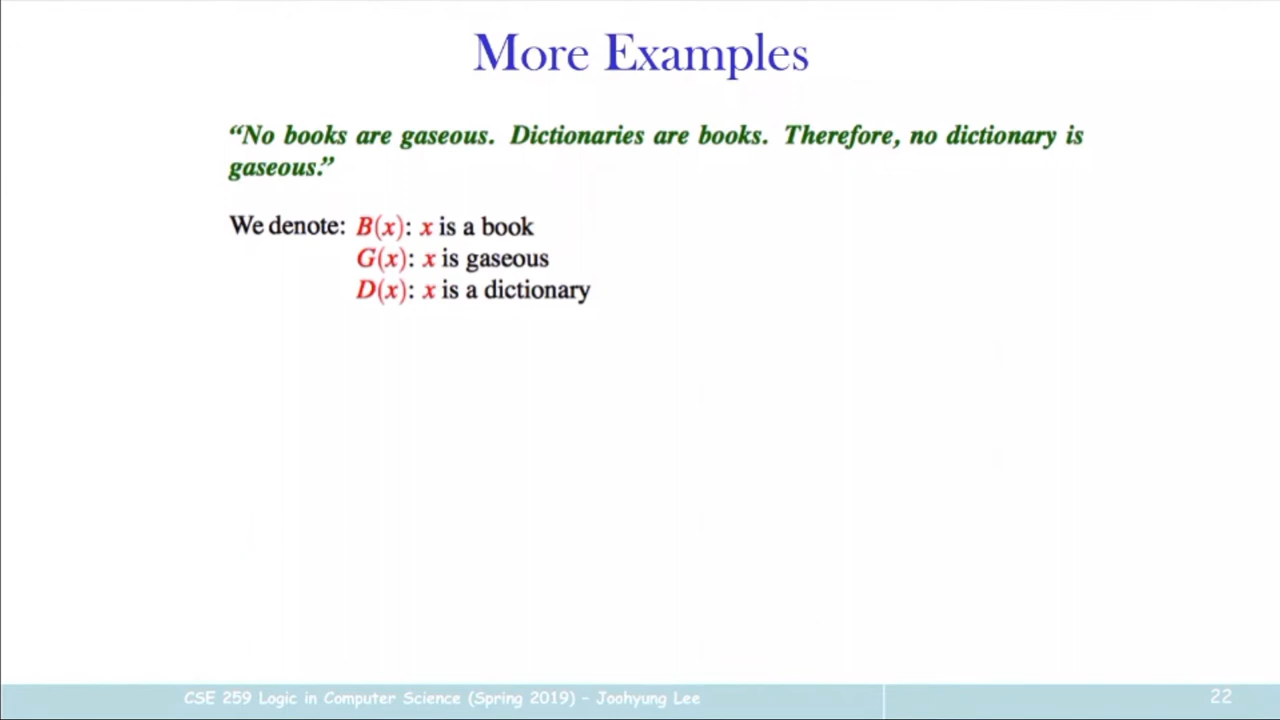 More Examples
“No books are gaseous. Dictionaries are books. Therefore, no dictionary is
gaseous.”
We denote: B(x): x is a book
G(x): x is gaseous
D(x): x is a dictionary
CSE 259 Logic in Computer Science (Spring 2019) – Joohyung Lee
22